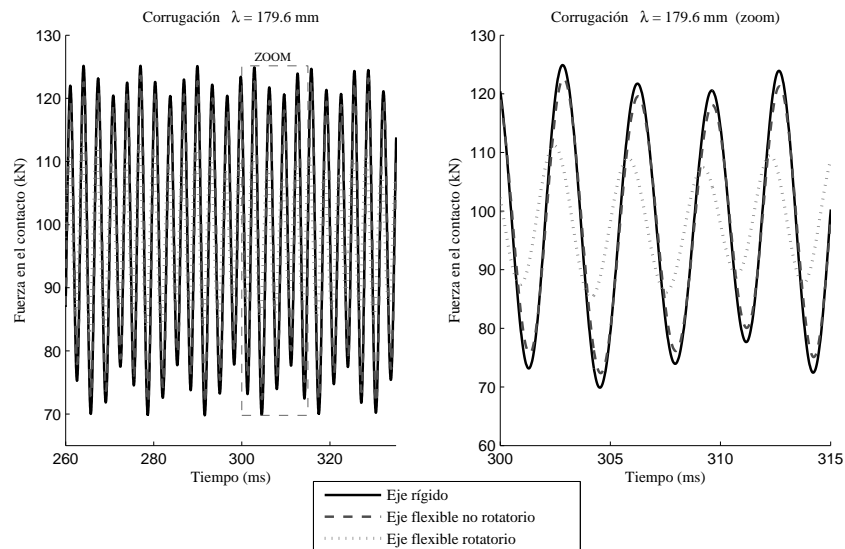 Corrugación λ = 179.6 mm
130
120
110
100
90
80
70
260
280
300
320
Fuerza en el contacto (kN)
Tiempo (ms)
ZOOM
Corrugación λ = 179.6 mm (zoom)
130
120
110
100
90
80
70
60
300
305
310
315
Fuerza en el contacto (kN)
Tiempo (ms)
Eje rígido
Eje flexible no rotatorio
Eje flexible rotatorio